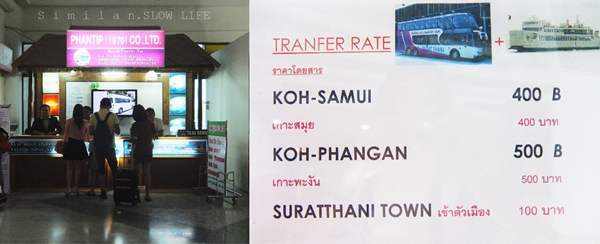 Similan.SLOW LIFE
PHANTIP (1970) CO.,LTD.
TRANFER RATE
+
ราคาโดยสาร
KOH-SAMUI 400 B
เกาะสมุย 400 บาท
KOH-PHANGAN 500 B
เกาะพะงัน 500 บาท
SURATTHANI TOWN เข้าตัวเมือง 100 บาท